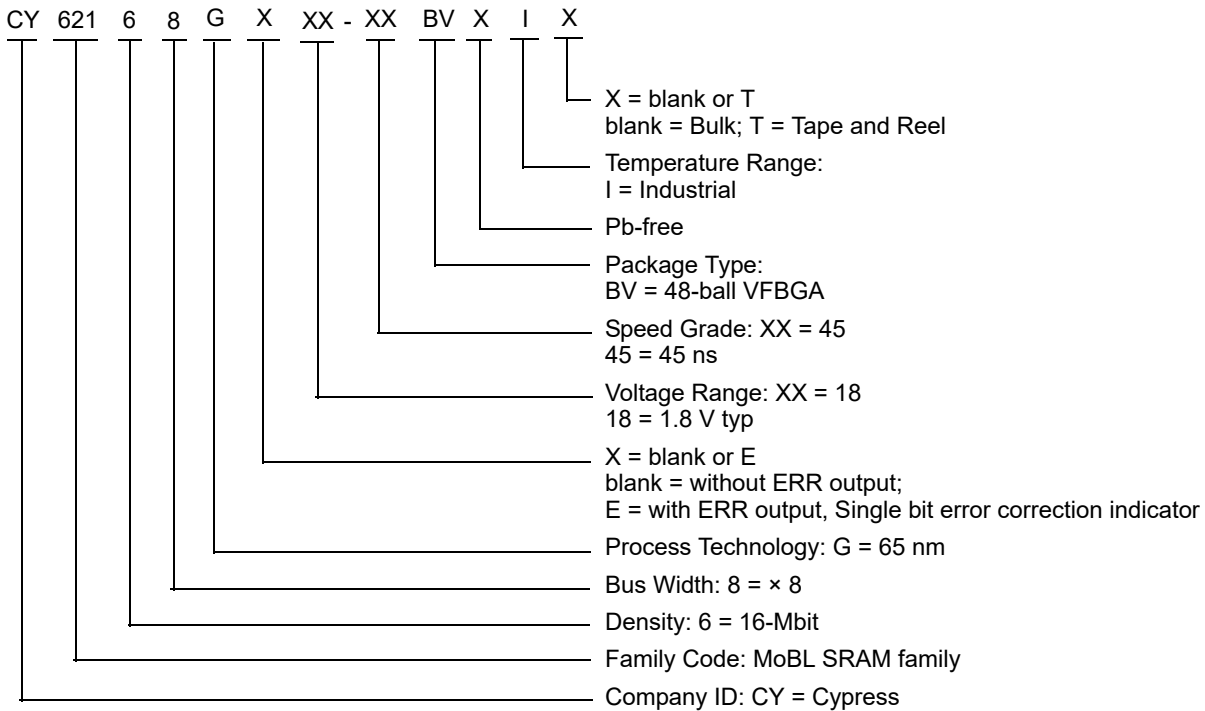 CY 621 6 8 G X XX - XX BV X I X
X = blank or T
blank = Bulk; T = Tape and Reel
Temperature Range:
I = Industrial
Pb-free
Package Type:
BV = 48-ball VFBGA
Speed Grade: XX = 45
45 = 45 ns
Voltage Range: XX = 18
18 = 1.8 V typ
X = blank or E
blank = without ERR output;
E = with ERR output, Single bit error correction indicator
Process Technology: G = 65 nm
Bus Width: 8 = × 8
Density: 6 = 16-Mbit
Family Code: MoBL SRAM family
Company ID: CY = Cypress